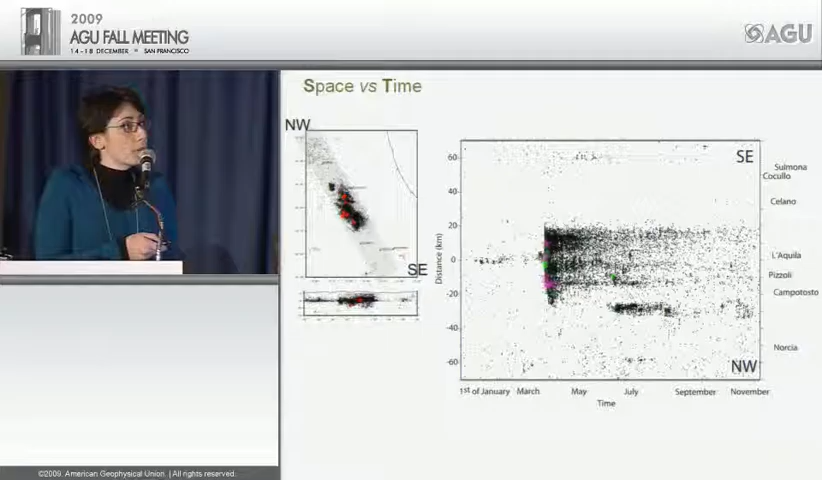 2009
AGU FALL MEETING
14 - 18 DECEMBER • SAN FRANCISCO
AGU
Space vs Time
NW
SE
SE
NW
60
40
20
0
-20
-40
-60
Distance (km)
Sulmona
Cocullo
Celano
L'Aquila
Pizzoli
Campotosto
Norcia
1st of January March May July September November
Time
©2009. American Geophysical Union. | All rights reserved.